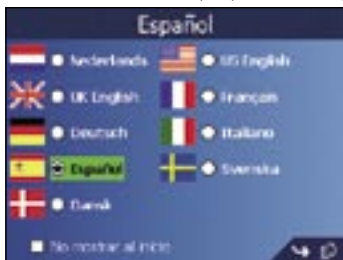 Español
Nederlands US English
UK English Français
Deutsch Italiano
Español Svenska
Dansk
No mostrar al inicio